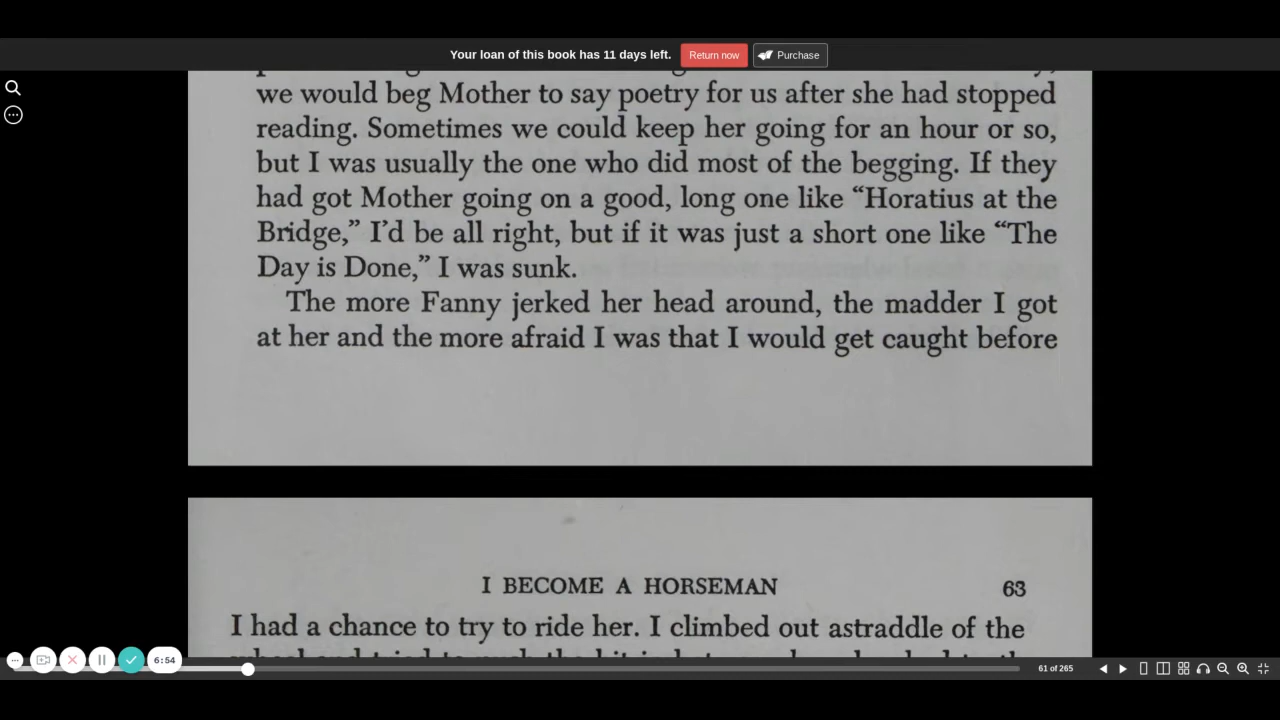 Your loan of this book has 11 days left. Return now Purchase
we would beg Mother to say poetry for us after she had stopped
reading. Sometimes we could keep her going for an hour or so,
but I was usually the one who did most of the begging. If they
had got Mother going on a good, long one like “Horatius at the
Bridge,” I’d be all right, but if it was just a short one like “The
Day is Done,” I was sunk.
The more Fanny jerked her head around, the madder I got
at her and the more afraid I was that I would get caught before
I BECOME A HORSEMAN 63
I had a chance to try to ride her. I climbed out astraddle of the
6:54
61 of 265